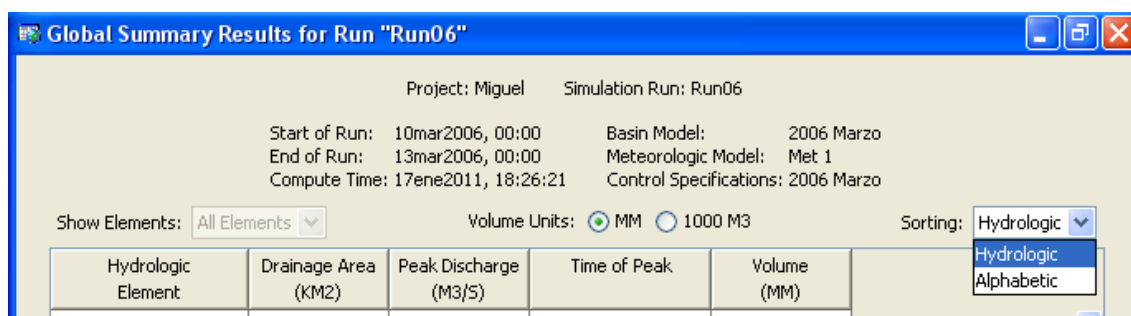 Global Summary Results for Run "Run06"
Project: Miguel Simulation Run: Run06
Start of Run: 10mar2006, 00:00 Basin Model: 2006 Marzo
End of Run: 13mar2006, 00:00 Meteorologic Model: Met 1
Compute Time: 17ene2011, 18:26:21 Control Specifications: 2006 Marzo
Show Elements: All Elements Volume Units: MM 1000 M3 Sorting: Hydrologic
Hydrologic
Alphabetic
Hydrologic Drainage Area Peak Discharge Time of Peak Volume
Element (KM2) (M3/S) (MM)